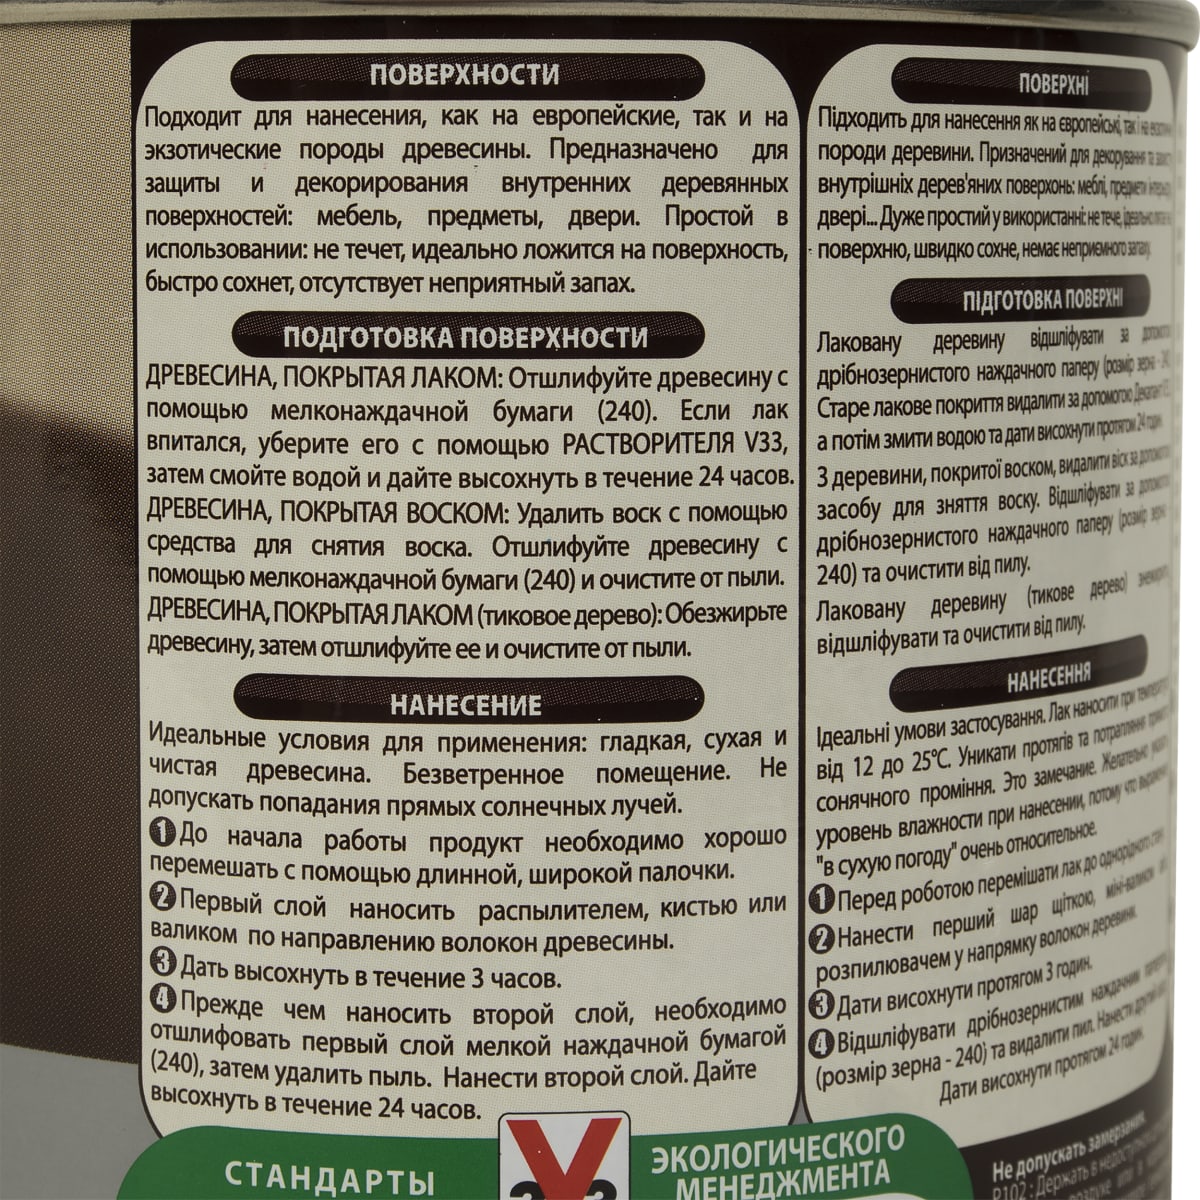 ПОВЕРХНОСТИ
Подходит для нанесения, как на европейские, так и на
экзотические породы древесины. Предназначено для
защиты и декорирования внутренних деревянных
поверхностей: мебель, предметы, двери. Простой в
использовании: не течет, идеально ложится на поверхность,
быстро сохнет, отсутствует неприятный запах.
ПОДГОТОВКА ПОВЕРХНОСТИ
ДРЕВЕСИНА, ПОКРЫТАЯ ЛАКОМ: Отшлифуйте древесину с
помощью мелконаждачной бумаги (240). Если лак
впитался, уберите его с помощью РАСТВОРИТЕЛЯ V33,
затем смойте водой и дайте высохнуть в течение 24 часов.
ДРЕВЕСИНА, ПОКРЫТАЯ ВОСКОМ: Удалить воск с помощью
средства для снятия воска. Отшлифуйте древесину с
помощью мелконаждачной бумаги (240) и очистите от пыли.
ДРЕВЕСИНА, ПОКРЫТАЯ ЛАКОМ (тиковое дерево): Обезжирьте
древесину, затем отшлифуйте ее и очистите от пыли.
НАНЕСЕНИЕ
Идеальные условия для применения: гладкая, сухая и
чистая древесина. Безветренное помещение. Не
допускать попадания прямых солнечных лучей.
1 До начала работы продукт необходимо хорошо
перемешать с помощью длинной, широкой палочки.
2 Первый слой наносить распылителем, кистью или
валиком по направлению волокон древесины.
3 Дать высохнуть в течение 3 часов.
4 Прежде чем наносить второй слой, необходимо
отшлифовать первый слой мелкой наждачной бумагой
(240), затем удалить пыль. Нанести второй слой. Дайте
высохнуть в течение 24 часов.
ПОВЕРХНІ
Підходить для нанесення як на європейські, так і на
породи деревини. Призначений для декорування та
внутрішніх дерев'яних поверхонь: меблі, предмети
двері... Дуже простий у використанні: не тече, ідеально
поверхню, швидко сохне, немає неприємного запаху.
ПІДГОТОВКА ПОВЕРХНІ
Лаковану деревину відшліфувати за допомогою
дрібнозернистого наждачного паперу (розмір зерна - 240).
Старе лакове покриття видалити за допомогою
а потім змити водою та дати висохнути протягом 24 годин.
З деревини, покритої воском, видалити віск за допомогою
засобу для зняття воску. Відшліфувати за допомогою
дрібнозернистого наждачного паперу (розмір зерна -
240) та очистити від пилу.
Лаковану деревину (тикове дерево) знежирити,
відшліфувати та очистити від пилу.
НАНЕСЕННЯ
Ідеальні умови застосування. Лак наносити при температурі
від 12 до 25°С. Уникати протягів та потрапляння прямого
сонячного проміння. Это замечание. Желательно указать
уровень влажности при нанесении, потому что выражение
"в сухую погоду" очень относительное.
1 Перед роботою перемішати лак до однорідного стану.
2 Нанести перший шар щіткою, міні-валиком
розпилювачем у напрямку волокон деревини.
3 Дати висохнути протягом 3 годин.
4 Відшліфувати дрібнозернистим наждачним папером
(розмір зерна - 240) та видалити пил. Нанести другий шар.
Дати висохнути протягом 24 годин.
СТАНДАРТЫ
V33
ЭКОЛОГИЧЕСКОГО
МЕНЕДЖМЕНТА
Не допускать замерзания.
P102: Держать в недоступном